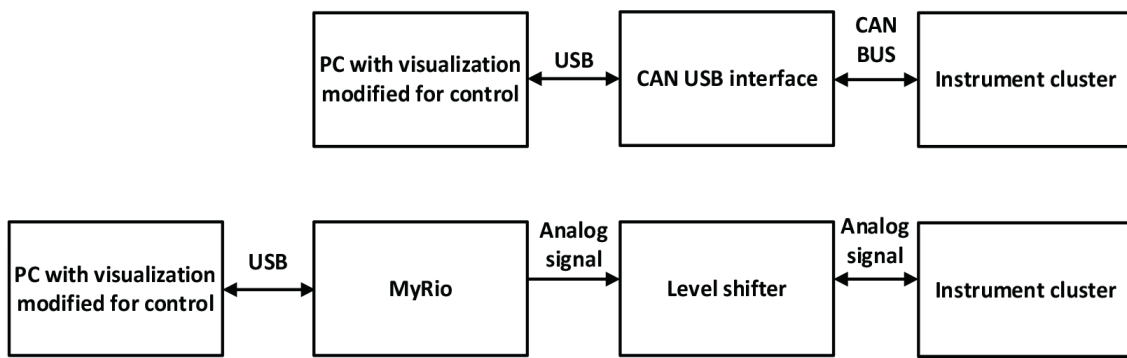 PC with visualization
modified for control
USB
CAN USB interface
CAN
BUS
Instrument cluster
PC with visualization
modified for control
USB
MyRio
Analog
signal
Level shifter
Analog
signal
Instrument cluster